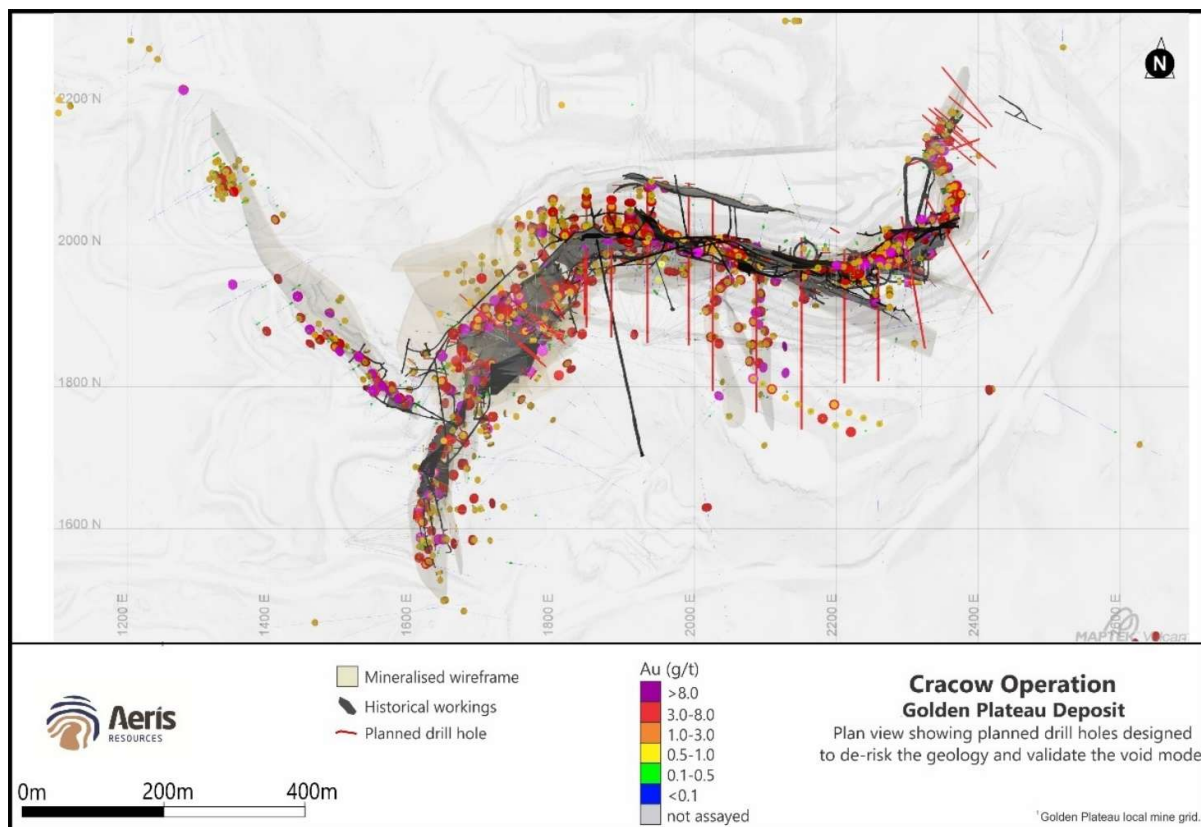 N
2200 N
2000 N
1800 N
1600 N
1200 E
1400 E
1600 E
1800 E
2000 E
2200 E
2400 E
MAPTEK Vulcan
Aeris
RESOURCES
0m 200m 400m
Mineralised wireframe
Historical workings
Planned drill hole
Au (g/t)
>8.0
3.0-8.0
1.0-3.0
0.5-1.0
0.1-0.5
<0.1
not assayed
Cracow Operation
Golden Plateau Deposit
Plan view showing planned drill holes designed
to de-risk the geology and validate the void mode
¹Golden Plateau local mine grid.